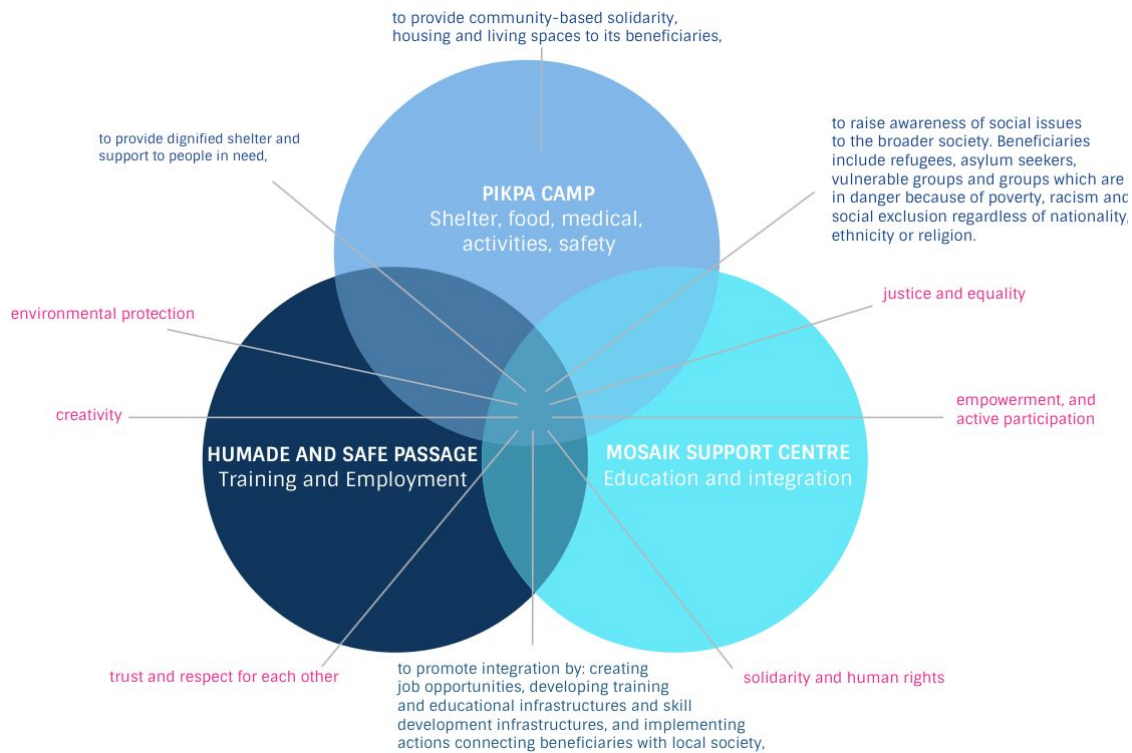 to provide community-based solidarity,
housing and living spaces to its beneficiaries,
to provide dignified shelter and
support to people in need,
to raise awareness of social issues
to the broader society. Beneficiaries
include refugees, asylum seekers,
vulnerable groups and groups which are
in danger because of poverty, racism and
social exclusion regardless of nationality,
ethnicity or religion.
PIKPA CAMP
Shelter, food, medical,
activities, safety
environmental protection
justice and equality
creativity
empowerment, and
active participation
HUMADE AND SAFE PASSAGE
Training and Employment
MOSAIK SUPPORT CENTRE
Education and integration
trust and respect for each other
to promote integration by: creating
job opportunities, developing training
and educational infrastructures and skill
development infrastructures, and implementing
actions connecting beneficiaries with local society,
solidarity and human rights